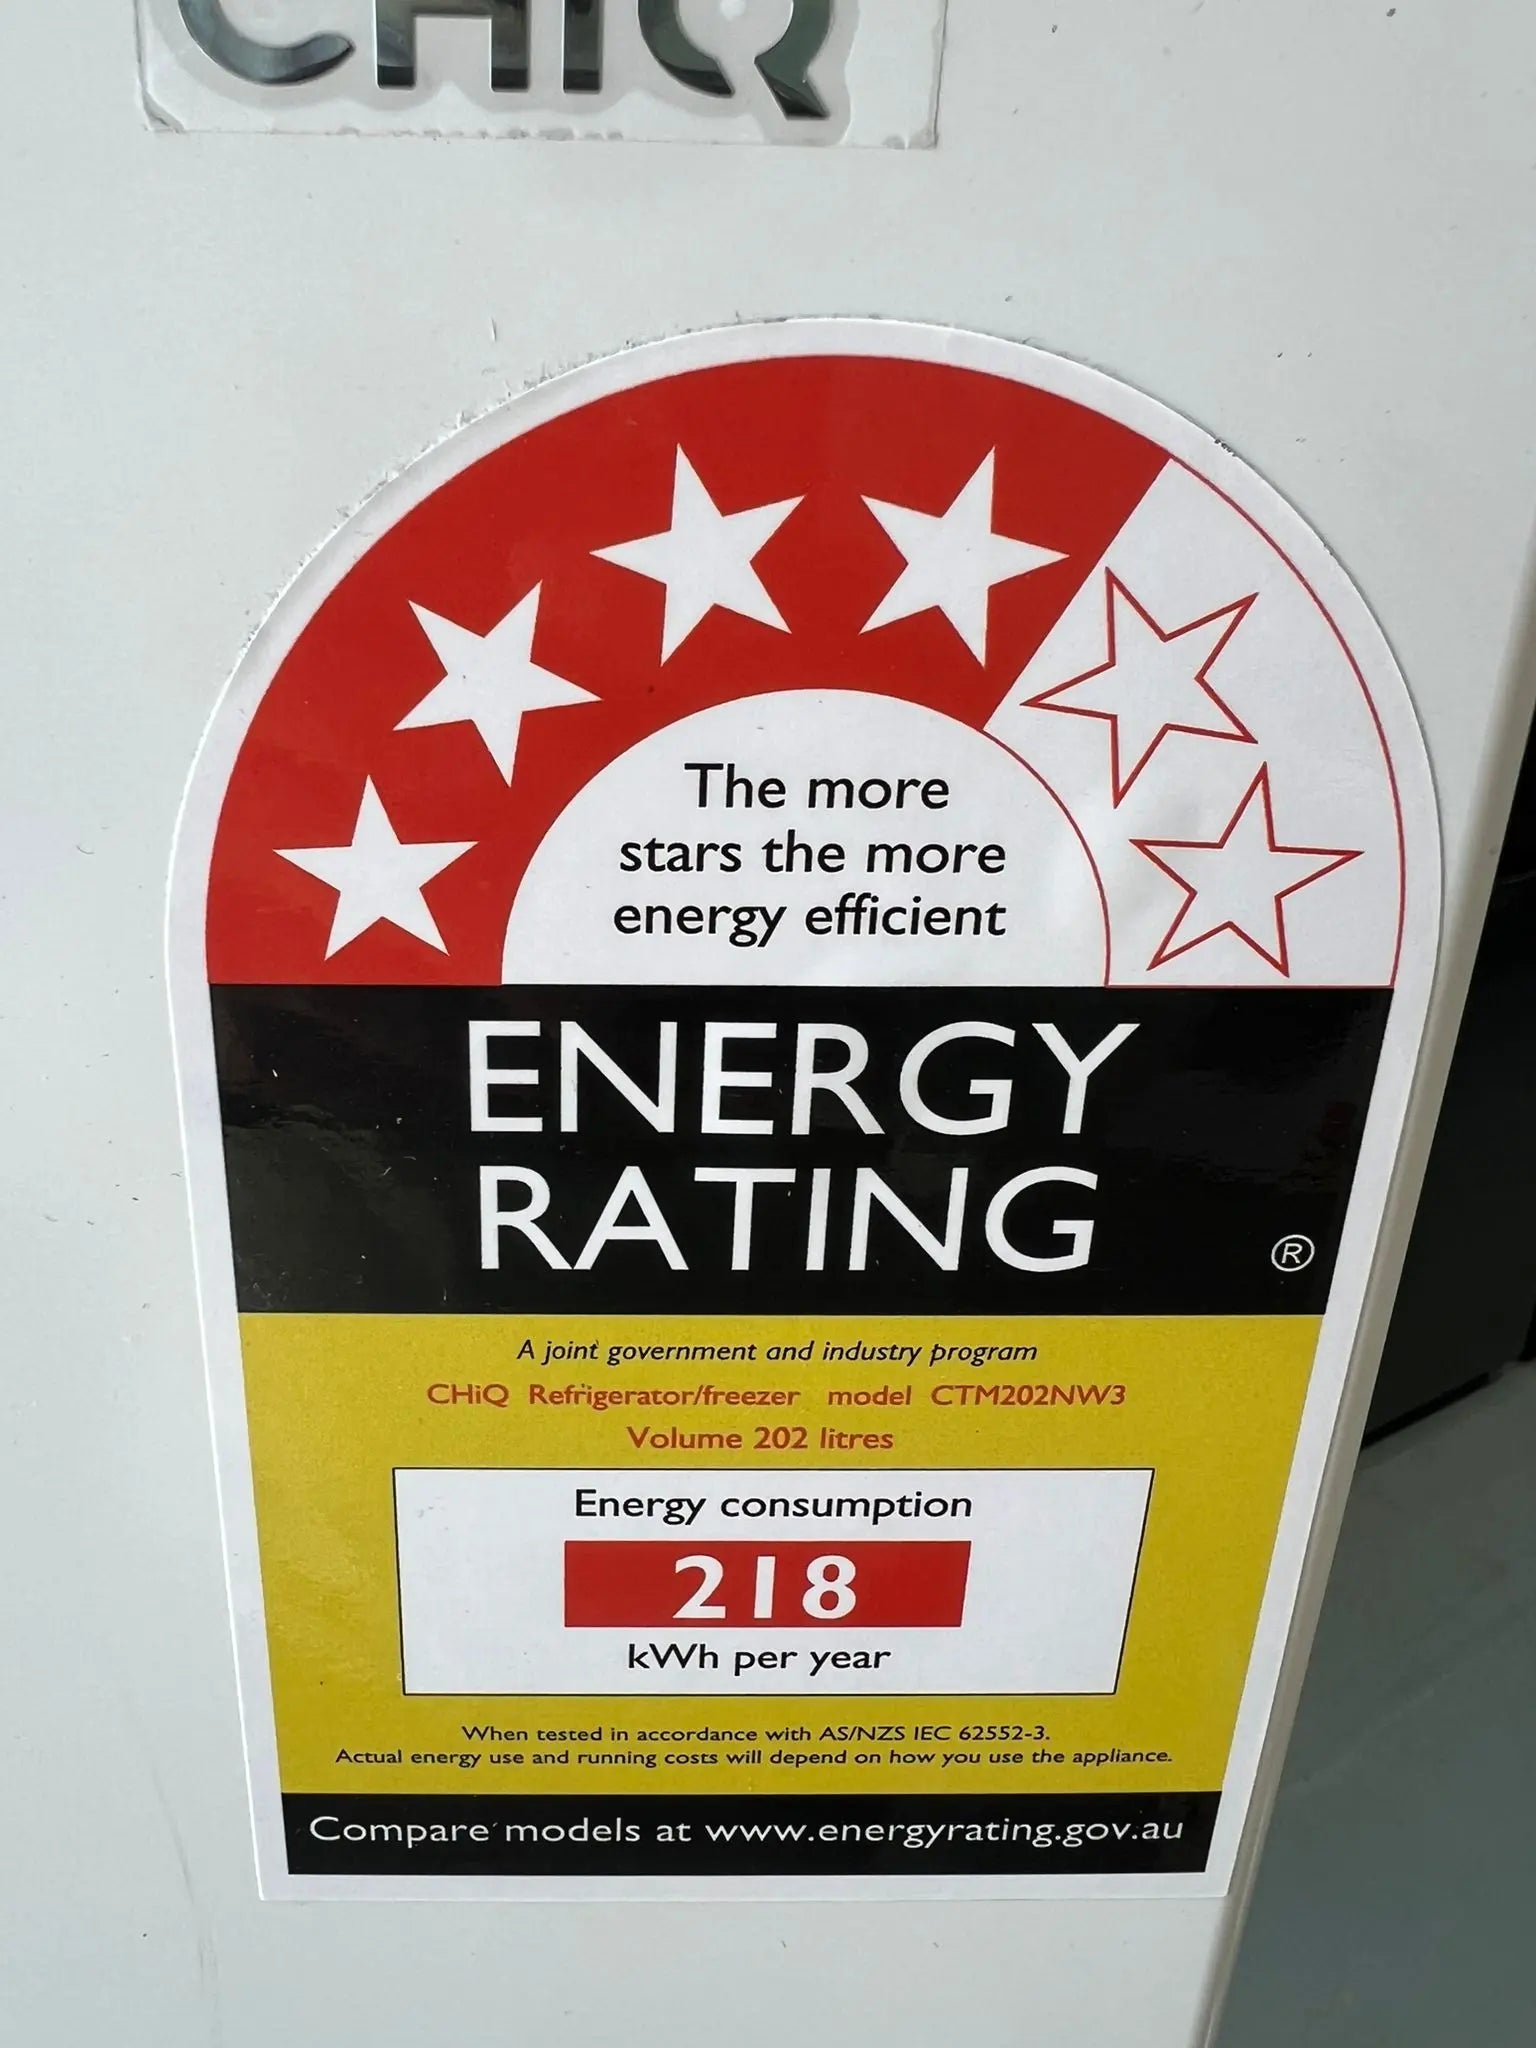 CHiQ
The more
stars the more
energy efficient
ENERGY
RATING
®
A joint government and industry program
CHiQ Refrigerator/freezer model CTM202NW3
Volume 202 litres
Energy consumption
218
kWh per year
When tested in accordance with AS/NZS IEC 62552-3.
Actual energy use and running costs will depend on how you use the appliance.
Compare models at www.energyrating.gov.au